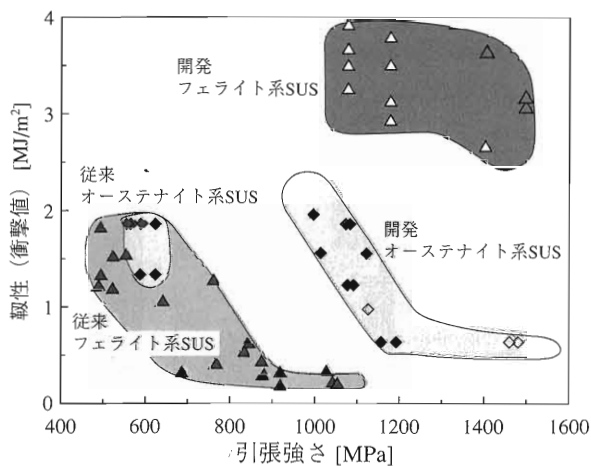 4
3
2
1
0
靱性（衝撃値） [MJ/m²]
開発
フェライト系SUS
従来
オーステナイト系SUS
開発
オーステナイト系SUS
従来
フェライト系SUS
400 600 800 1000 1200 1400 1600
引張強さ [MPa]